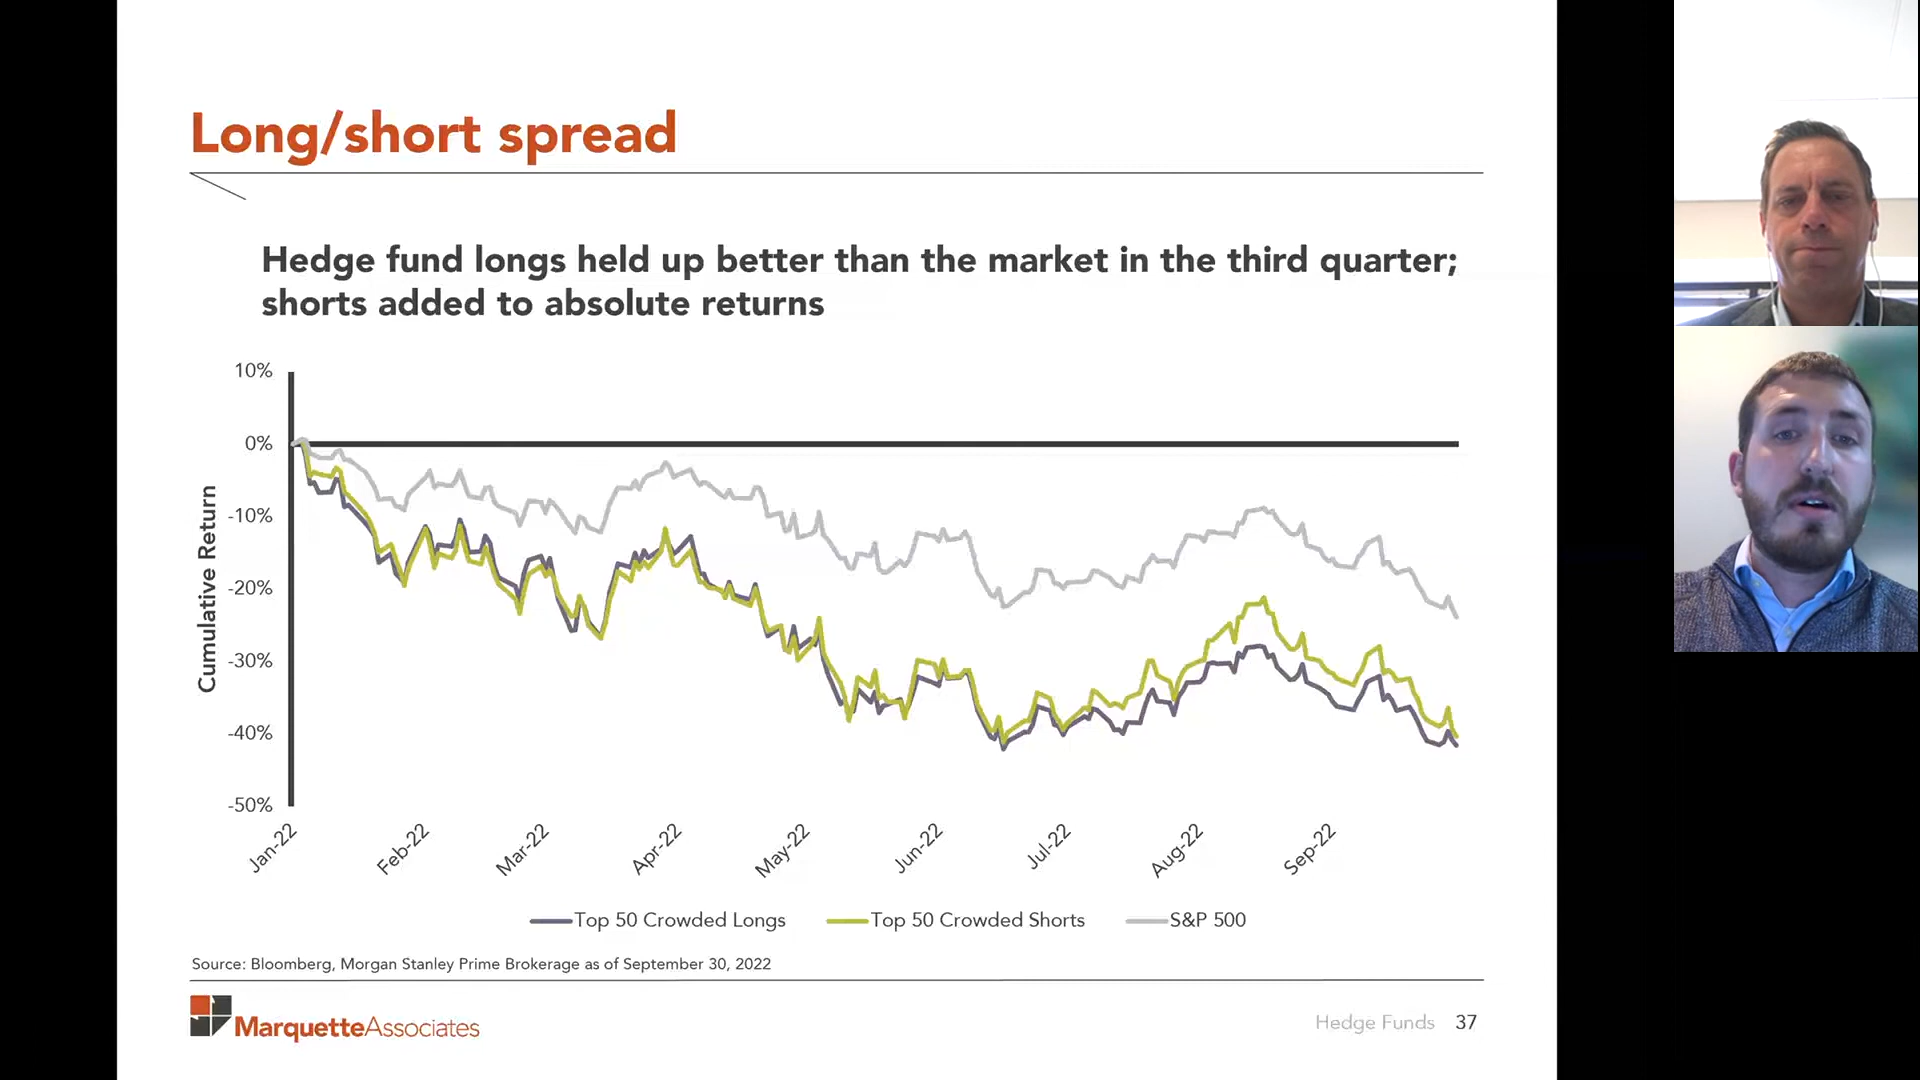 Long/short spread
Hedge fund longs held up better than the market in the third quarter;
shorts added to absolute returns
10%
0%
-10%
-20%
-30%
-40%
-50%
Cumulative Return
Jan-22
Feb-22
Mar-22
Apr-22
May-22
Jun-22
Jul-22
Aug-22
Sep-22
Top 50 Crowded Longs
Top 50 Crowded Shorts
S&P 500
Source: Bloomberg, Morgan Stanley Prime Brokerage as of September 30, 2022
MarquetteAssociates
Hedge Funds 37